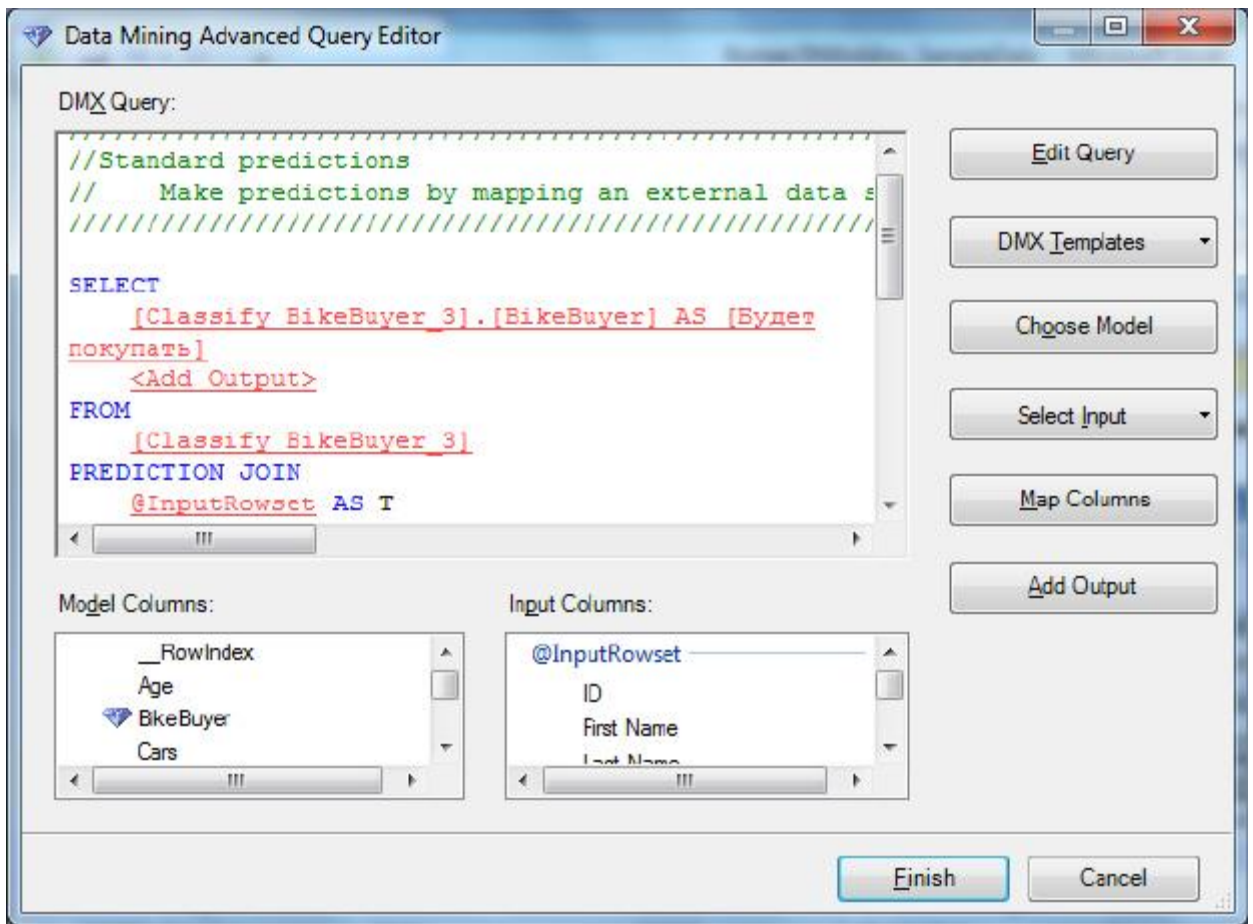 Data Mining Advanced Query Editor
DMX Query:
//Standard predictions
// Make predictions by mapping an external data s
////////////////////////////////////////////////////////
SELECT
[Classify BikeBuyer_3].[BikeBuyer] AS [Будет
покупать]
<Add Output>
FROM
[Classify BikeBuyer_3]
PREDICTION JOIN
@InputRowset AS T
Edit Query
DMX Templates
Choose Model
Select Input
Map Columns
Add Output
Model Columns:
__RowIndex
Age
BikeBuyer
Cars
Input Columns:
@InputRowset
ID
First Name
Last Name
Finish
Cancel